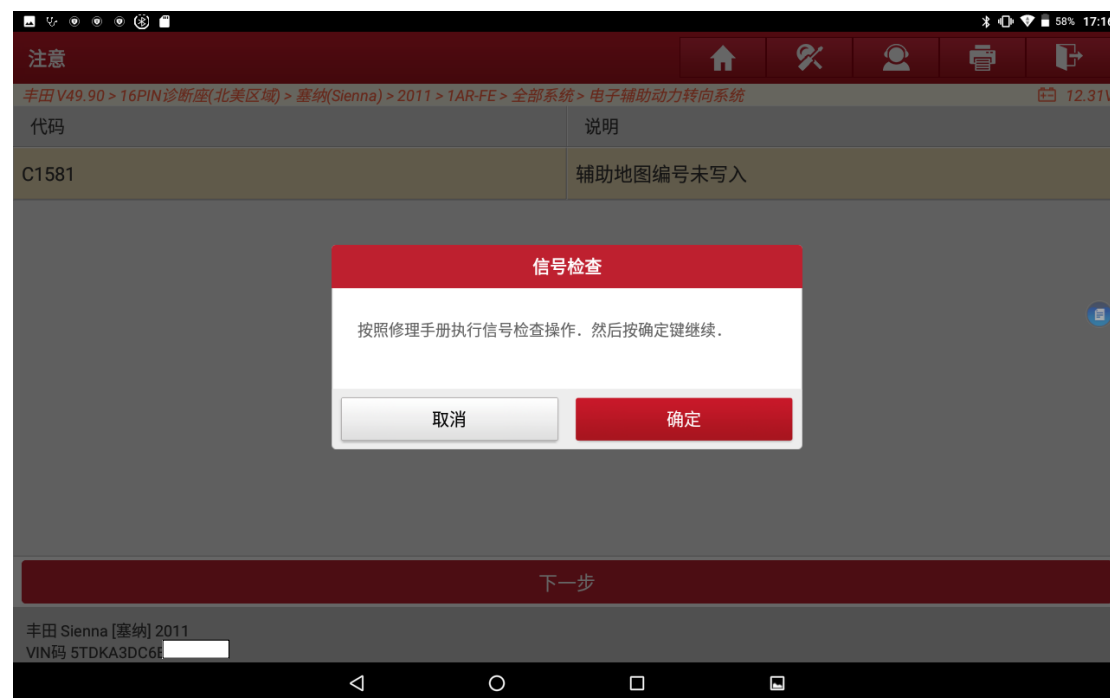 58% 17:16
注意
丰田 V49.90 > 16PIN诊断座(北美区域) > 塞纳(Sienna) > 2011 > 1AR-FE > 全部系统 > 电子辅助动力转向系统 12.31V
代码 说明
C1581 辅助地图编号未写入
信号检查
按照修理手册执行信号检查操作．然后按确定键继续．
取消 确定
下一步
丰田 Sienna [塞纳] 2011
VIN码 5TDKA3DC6